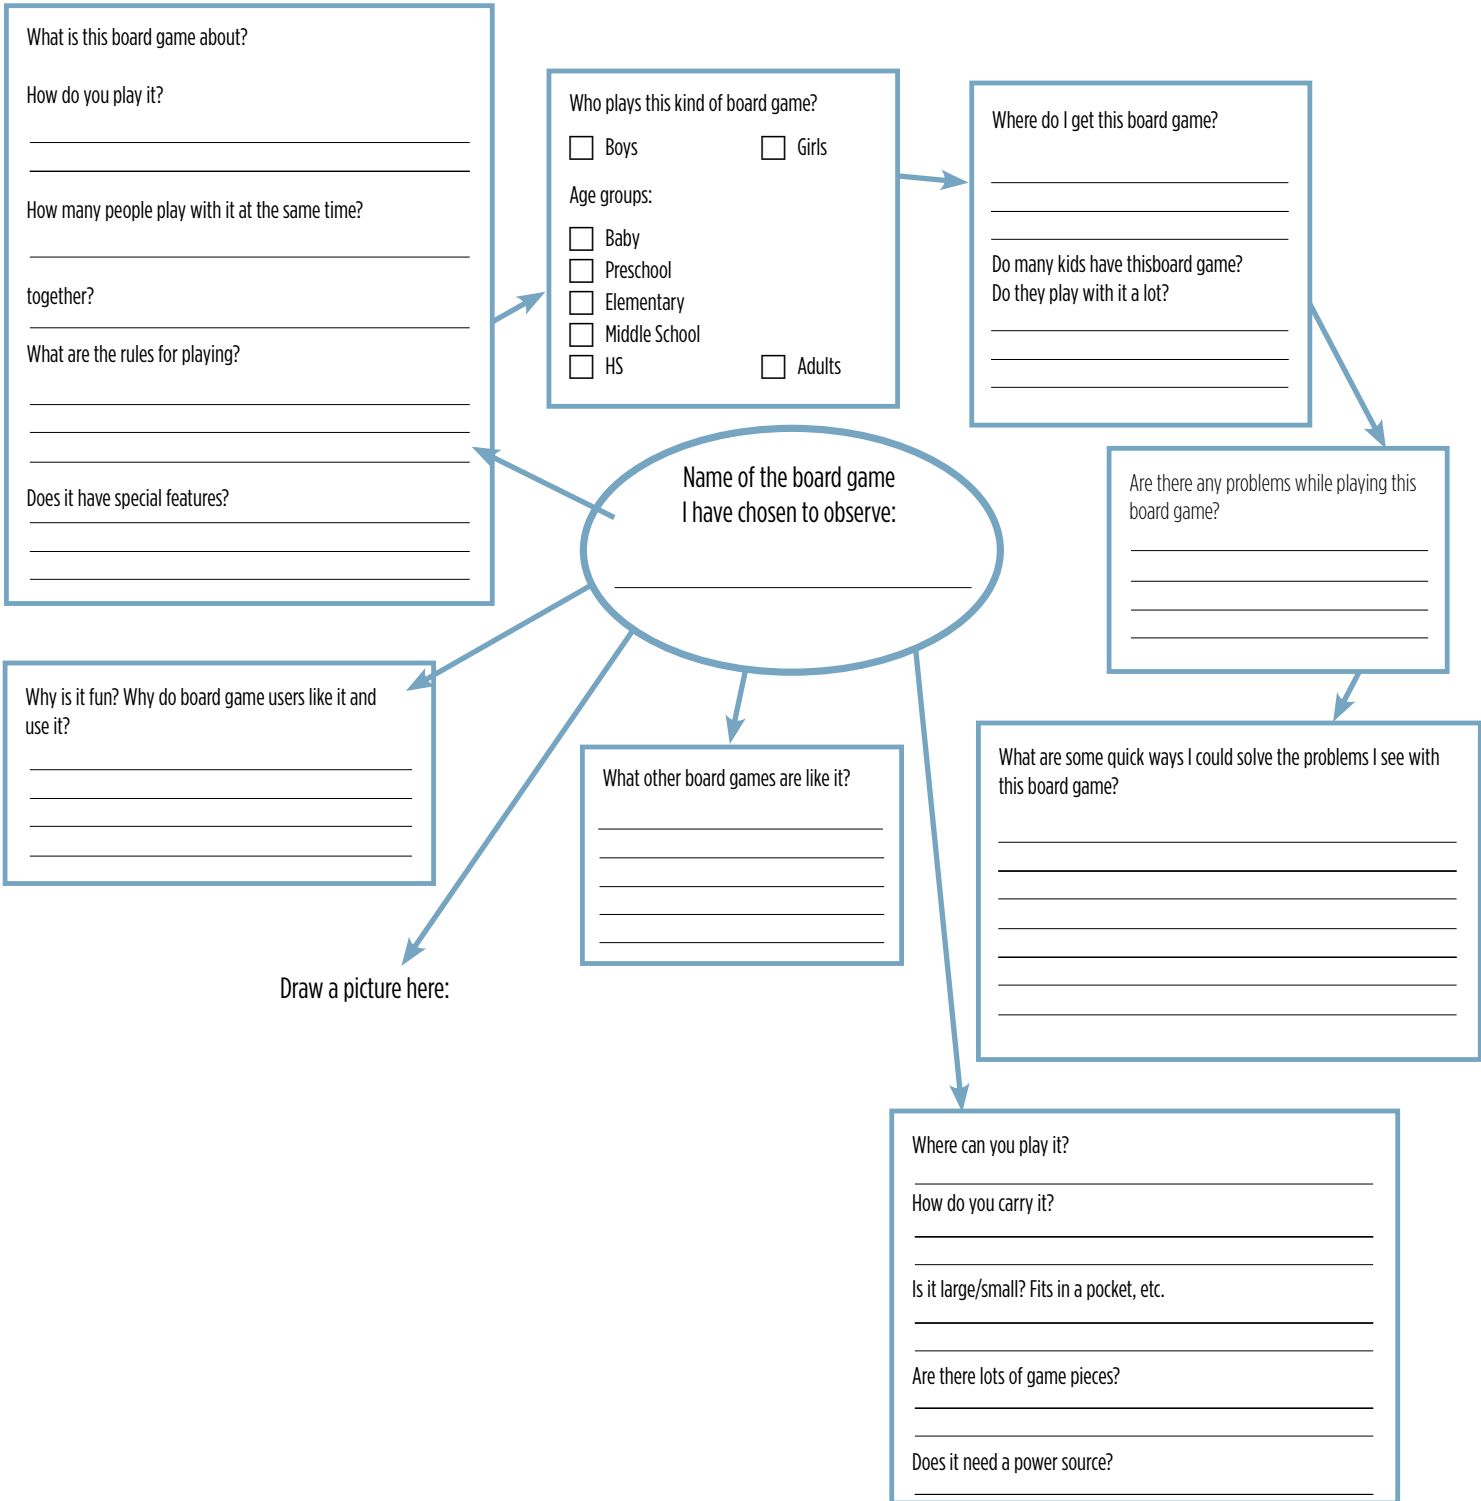 What is this board game about?
How do you play it?
How many people play with it at the same time?
together?
What are the rules for playing?
Does it have special features?
Who plays this kind of board game?
Boys
Girls
Age groups:
Baby
Preschool
Elementary
Middle School
HS
Adults
Where do I get this board game?
Do many kids have thisboard game?
Do they play with it a lot?
Name of the board game
I have chosen to observe:
Are there any problems while playing this
board game?
Why is it fun? Why do board game users like it and
use it?
What other board games are like it?
What are some quick ways I could solve the problems I see with
this board game?
Draw a picture here:
Where can you play it?
How do you carry it?
Is it large/small? Fits in a pocket, etc.
Are there lots of game pieces?
Does it need a power source?